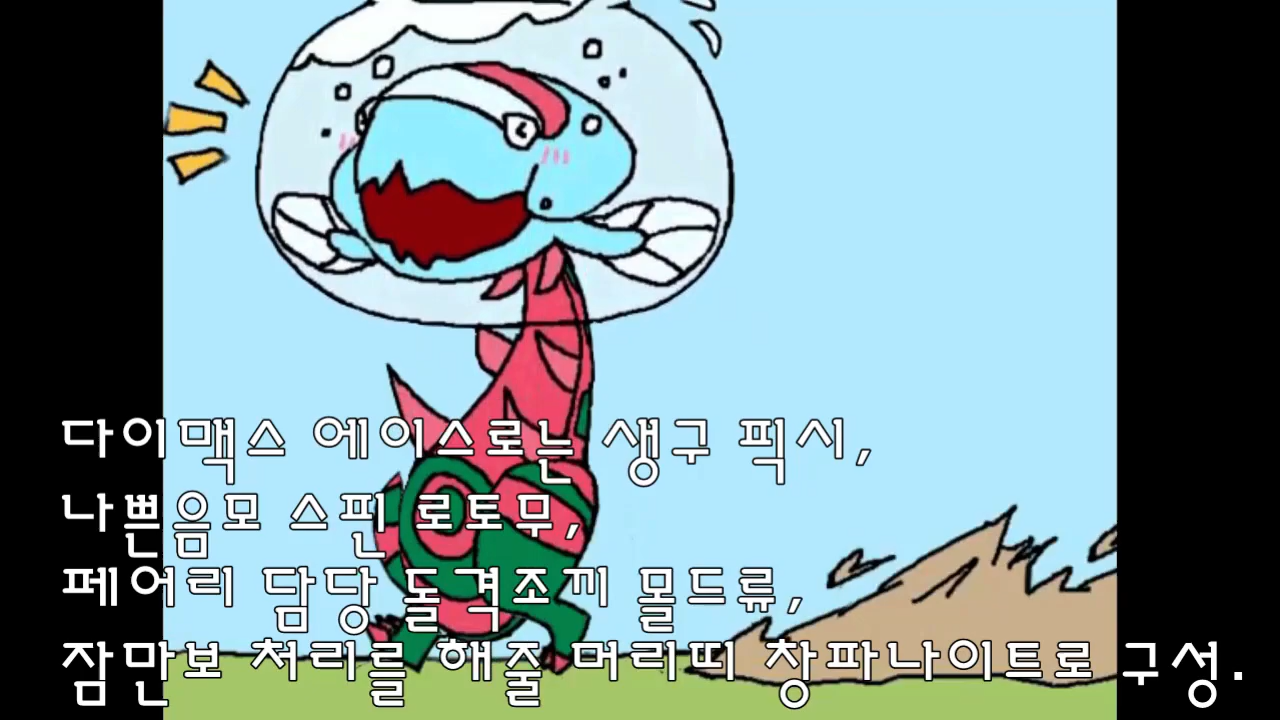 다이맥스 에이스로는 생구 픽시,
나쁜음모 스핀 로토무,
페어리 담당 돌격조끼 몰드류,
잠만보 처리를 해줄 머리띠 창파나이트로 구성.